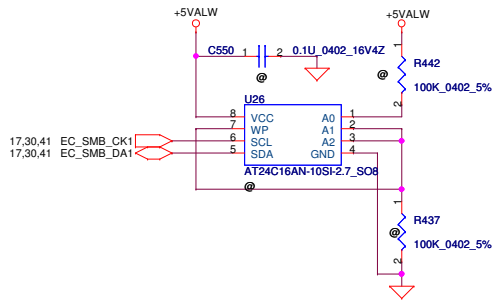 +5VALW
+5VALW
1
C550 1 2 0.1U_0402_16V4Z
R442
@
@
100K_0402_5%
2
U26
8 VCC A0 1
7 WP A1 2
17,30,41 EC_SMB_CK1 6 SCL A2 3
17,30,41 EC_SMB_DA1 5 SDA GND 4
AT24C16AN-10SI-2.7_SO8
@
1
R437
@
100K_0402_5%
2